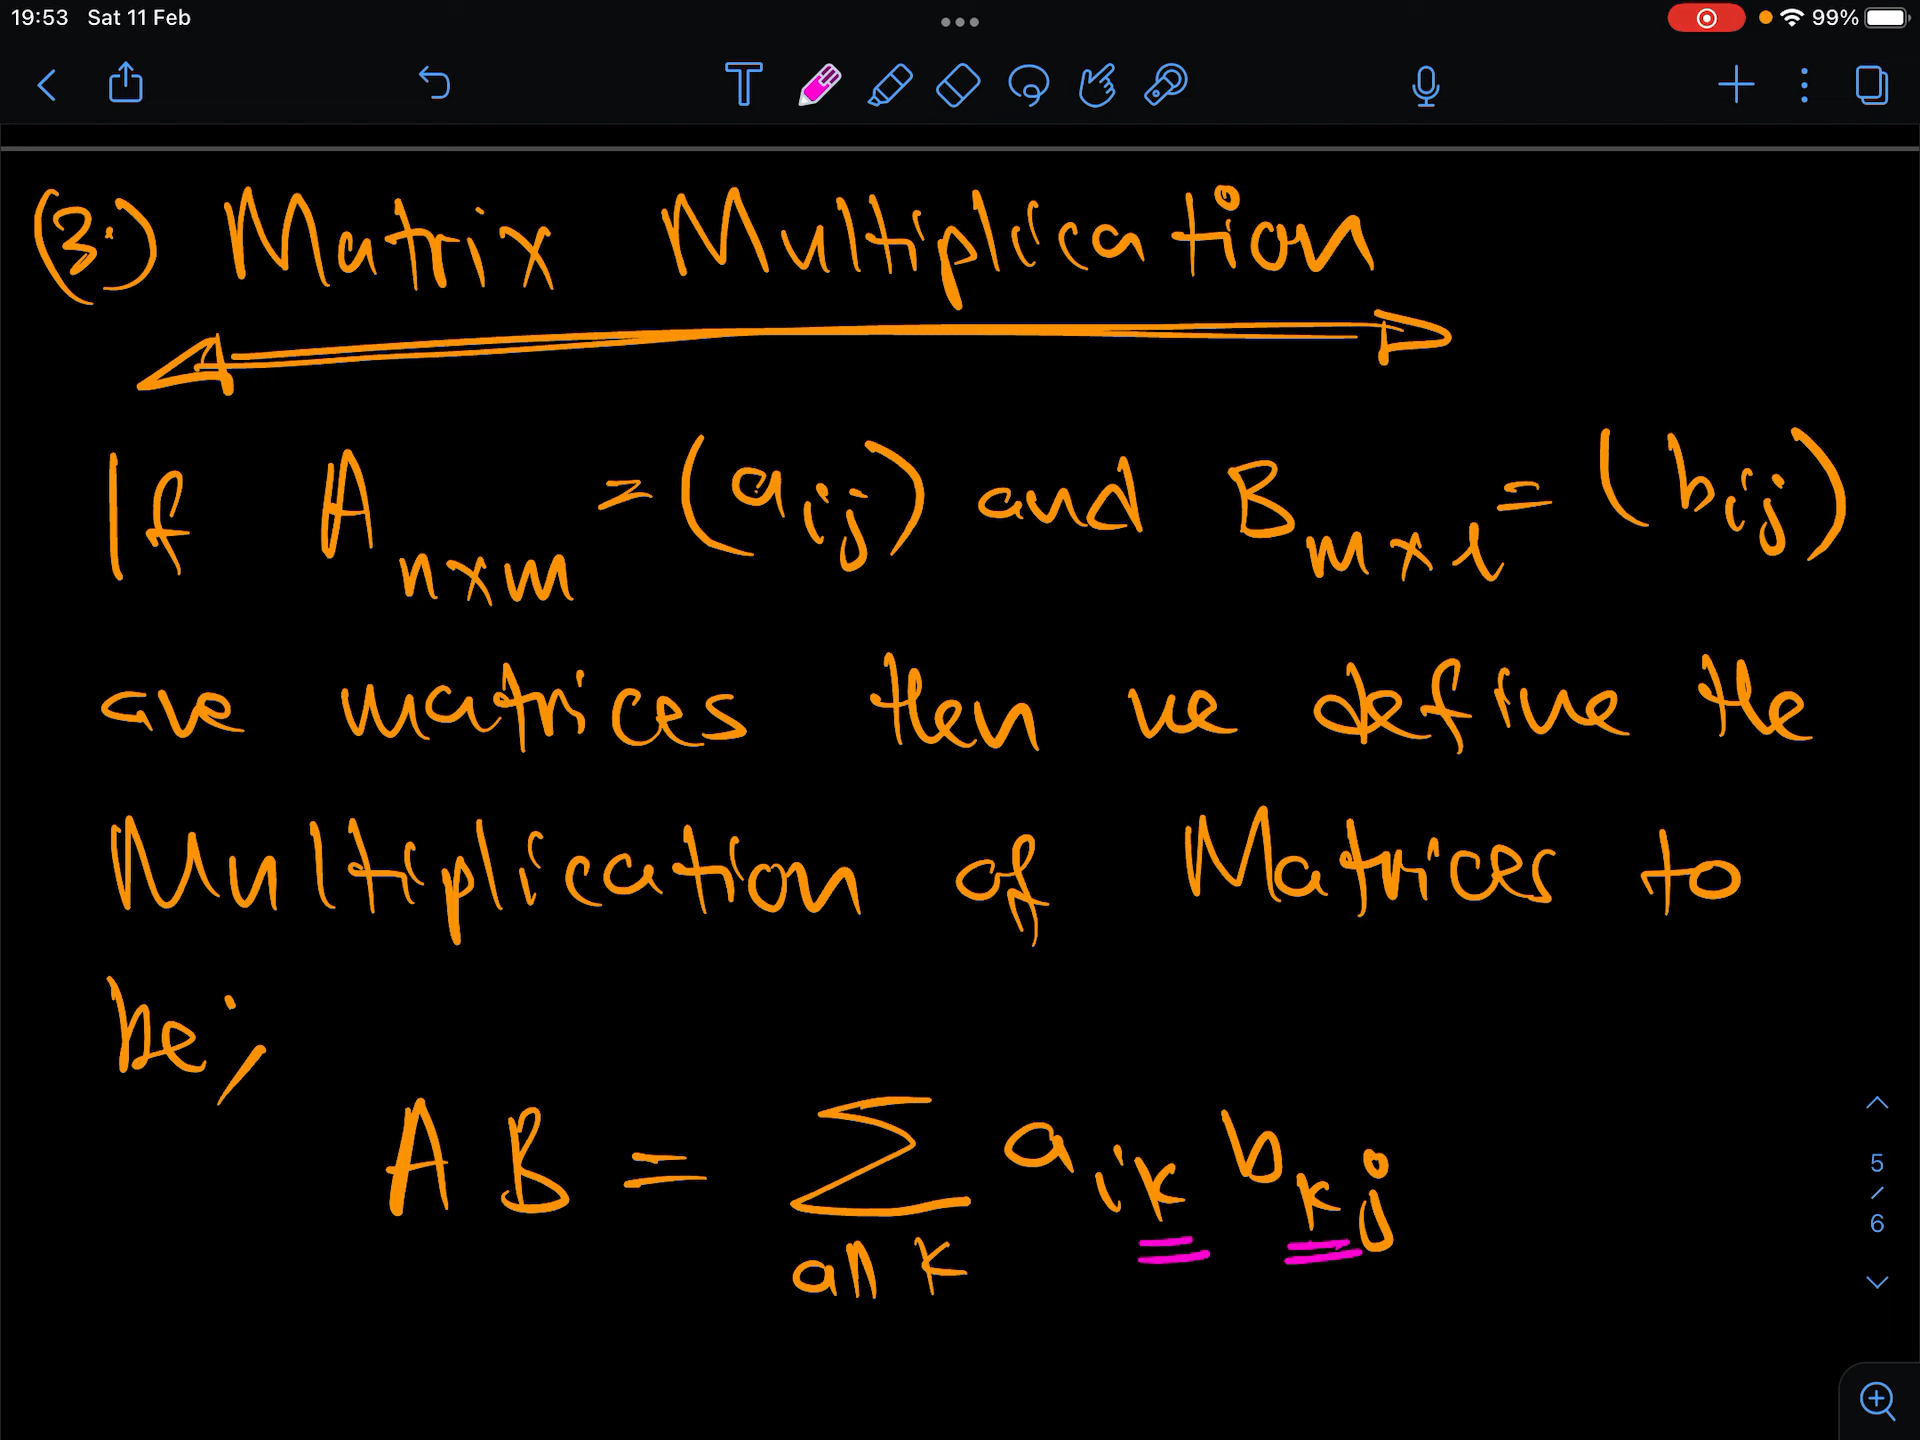 19:53 Sat 11 Feb 99%
(3.) Matrix Multiplication
If A n×m = (aij) and B m×l = (bij)
are matrices then we define the
Multiplication of Matrices to
be;
AB = ∑ aik bkj
all k
5
/
6